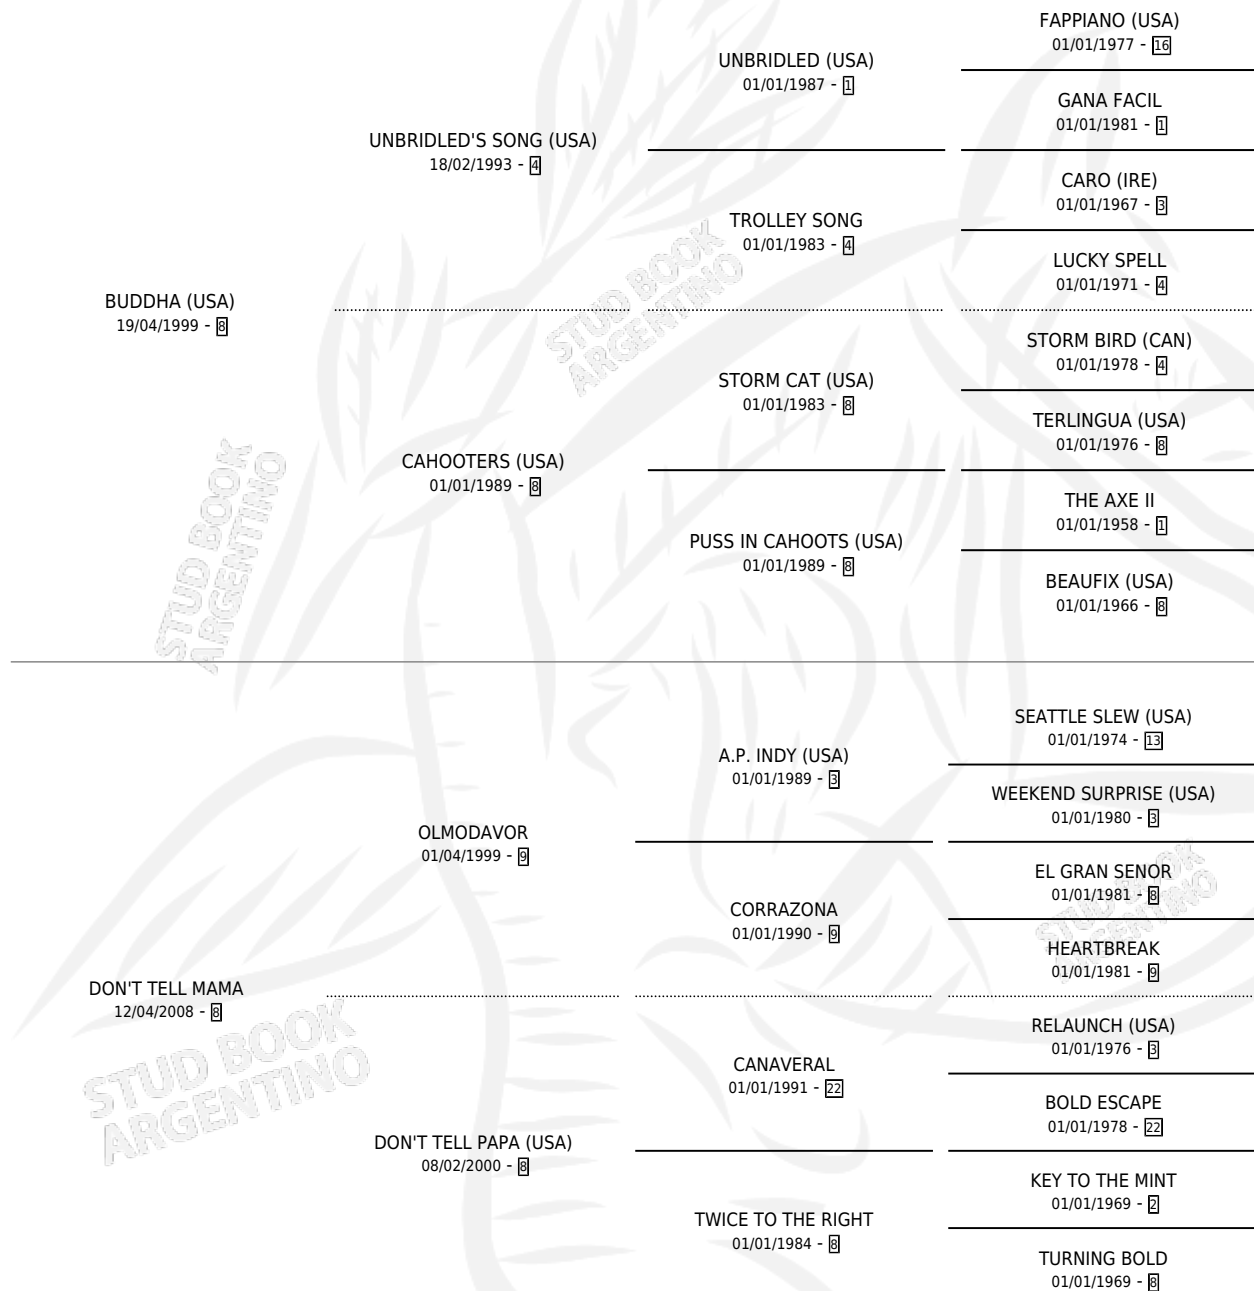 FAPPIANO (USA)
01/01/1977 - 16
UNBRIDLED (USA)
01/01/1987 - 1
GANA FACIL
01/01/1981 - 1
UNBRIDLED'S SONG (USA)
18/02/1993 - 4
CARO (IRE)
01/01/1967 - 3
TROLLEY SONG
01/01/1983 - 4
LUCKY SPELL
01/01/1971 - 4
BUDDHA (USA)
19/04/1999 - 8
STORM BIRD (CAN)
01/01/1978 - 4
STORM CAT (USA)
01/01/1983 - 8
TERLINGUA (USA)
01/01/1976 - 8
CAHOOTERS (USA)
01/01/1989 - 8
THE AXE II
01/01/1958 - 1
PUSS IN CAHOOTS (USA)
01/01/1989 - 8
BEAUFIX (USA)
01/01/1966 - 8
SEATTLE SLEW (USA)
01/01/1974 - 13
A.P. INDY (USA)
01/01/1989 - 3
WEEKEND SURPRISE (USA)
01/01/1980 - 3
OLMODAVOR
01/04/1999 - 9
EL GRAN SENOR
01/01/1981 - 8
CORRAZONA
01/01/1990 - 9
HEARTBREAK
01/01/1981 - 9
DON'T TELL MAMA
12/04/2008 - 8
RELAUNCH (USA)
01/01/1976 - 3
CANAVERAL
01/01/1991 - 22
BOLD ESCAPE
01/01/1978 - 22
DON'T TELL PAPA (USA)
08/02/2000 - 8
KEY TO THE MINT
01/01/1969 - 2
TWICE TO THE RIGHT
01/01/1984 - 8
TURNING BOLD
01/01/1969 - 8
STUD BOOK
ARGENTINO
STUD BOOK
ARGENTINO
STUD BOOK
ARGENTINO
STUD BOOK
ARGENTINO